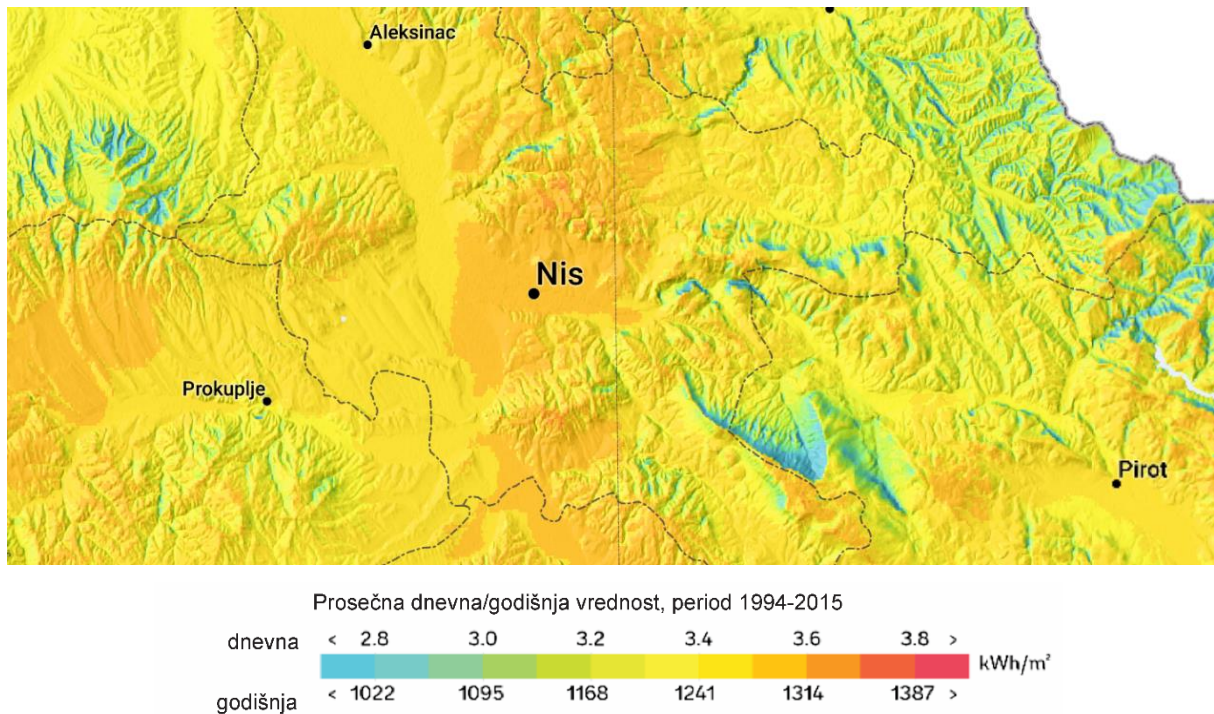 Aleksinac
Nis
Prokuplje
Pirot
Prosečna dnevna/godišnja vrednost, period 1994-2015
dnevna < 2.8 3.0 3.2 3.4 3.6 3.8 > kWh/m²
godišnja < 1022 1095 1168 1241 1314 1387 >